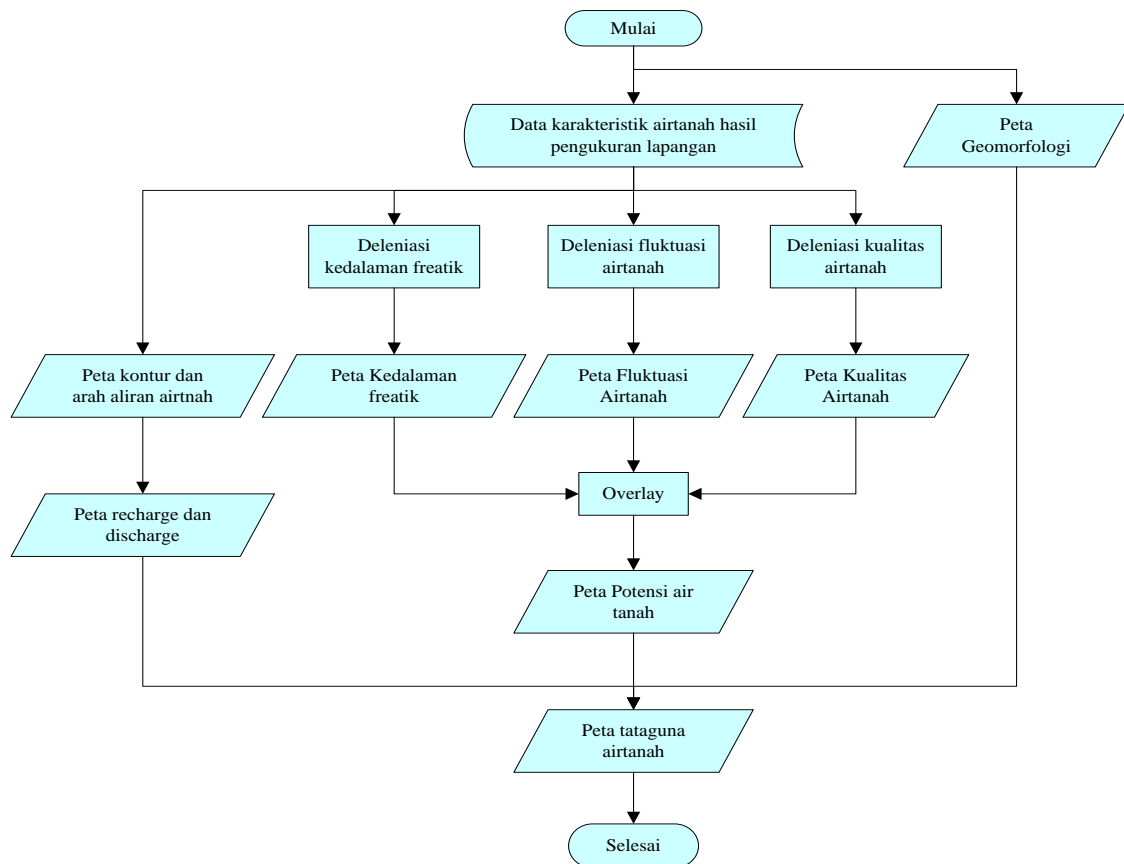 Mulai
Data karakteristik airtanah hasil
pengukuran lapangan
Peta
Geomorfologi
Deleniasi
kedalaman freatik
Deleniasi fluktuasi
airtanah
Deleniasi kualitas
airtanah
Peta kontur dan
arah aliran airtnah
Peta Kedalaman
freatik
Peta Fluktuasi
Airtanah
Peta Kualitas
Airtanah
Overlay
Peta recharge dan
discharge
Peta Potensi air
tanah
Peta tataguna
airtanah
Selesai